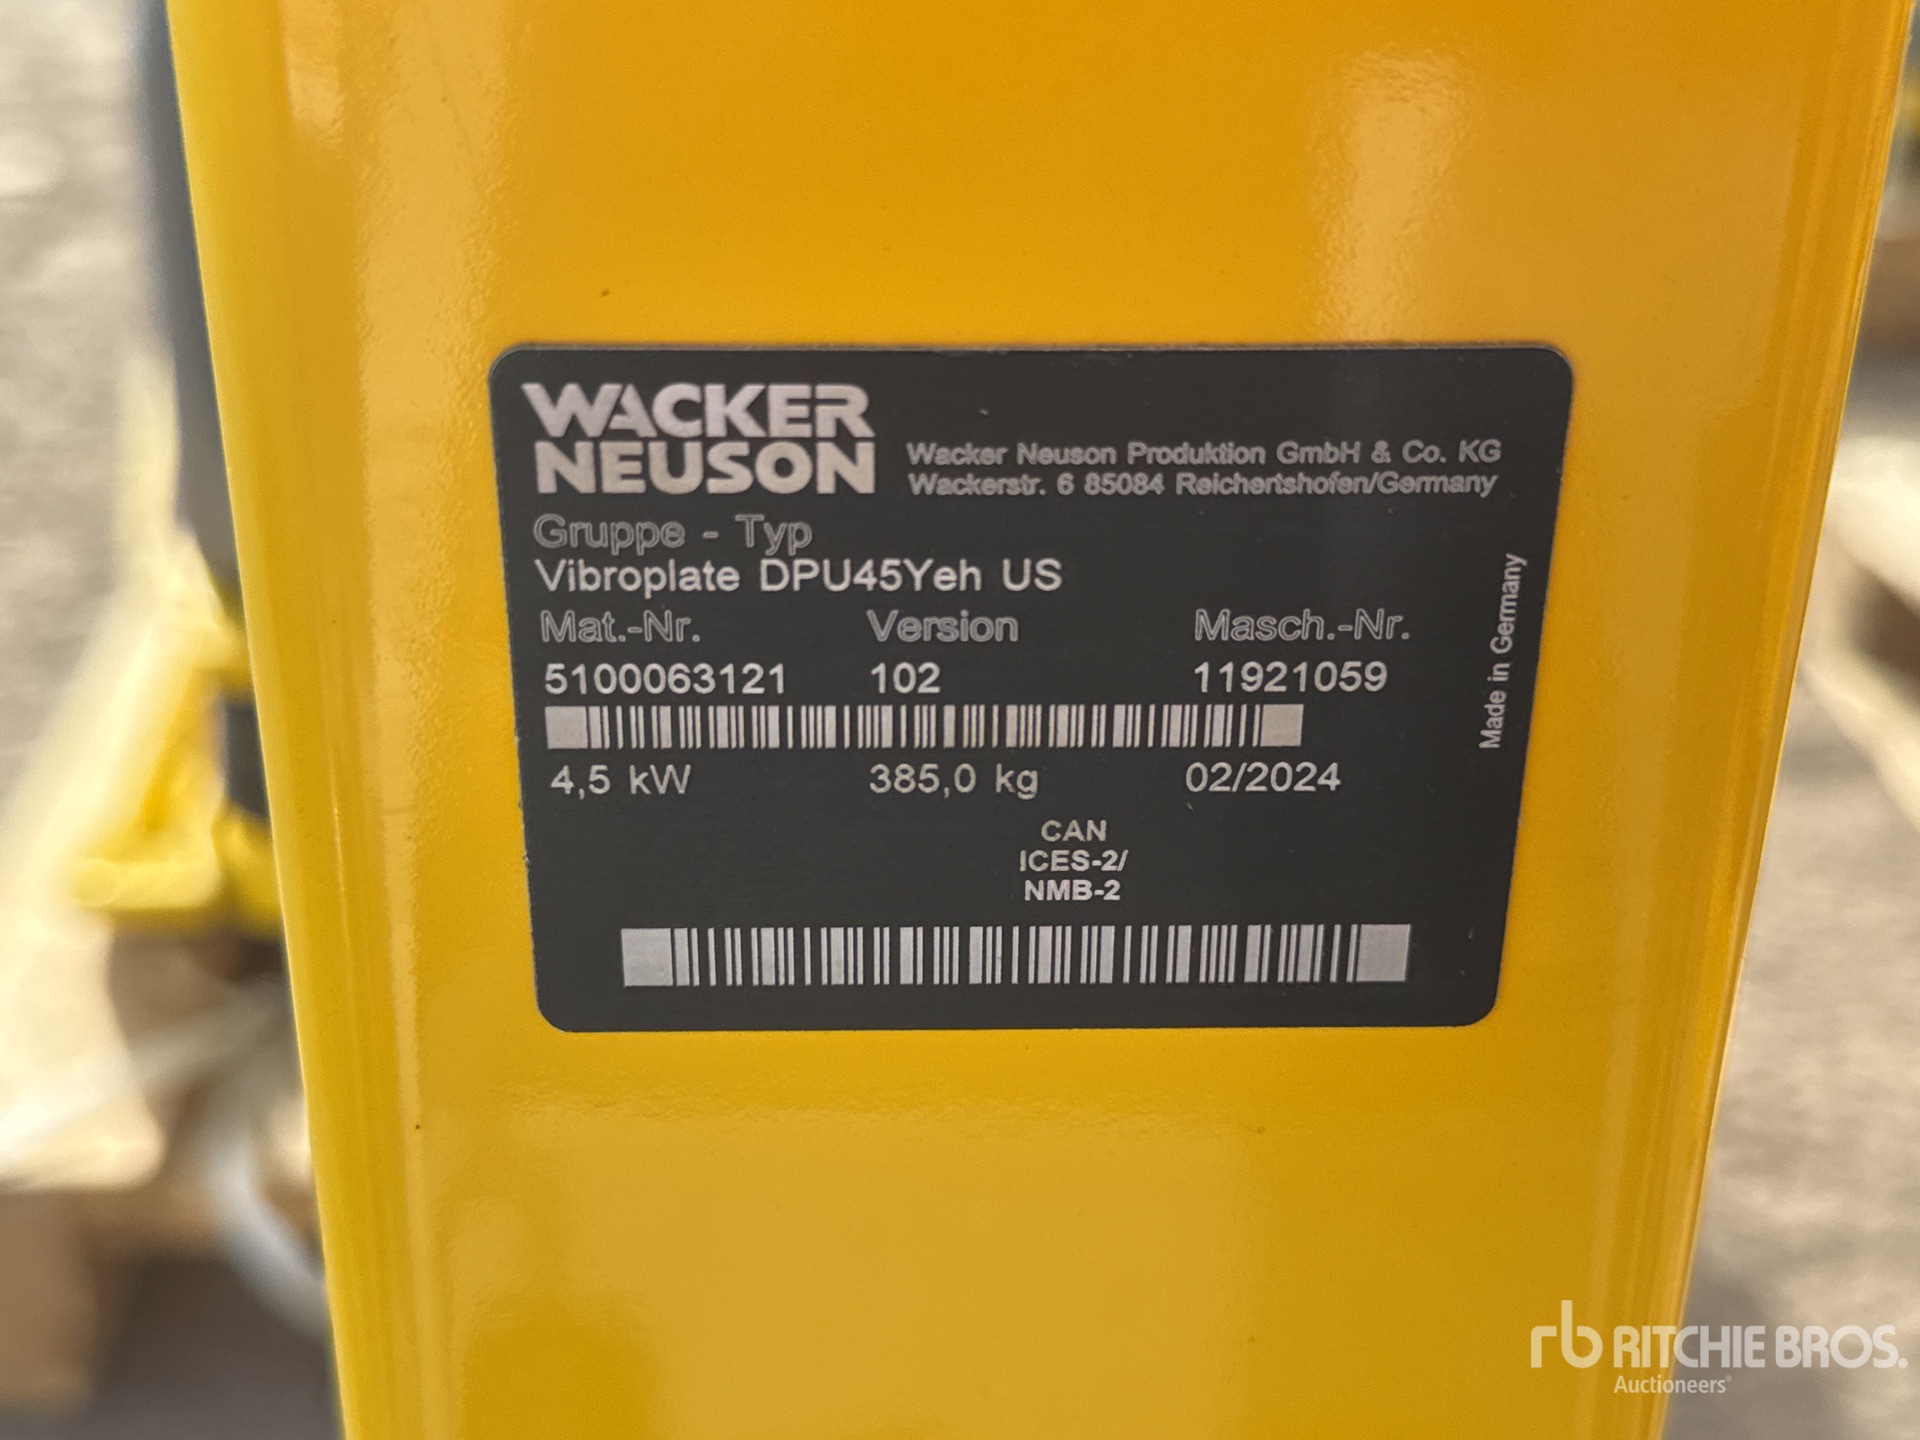 WACKER
NEUSON
Wacker Neuson Produktion GmbH & Co. KG
Wackerstr. 6 85084 Reichertshofen/Germany
Gruppe - Typ
Vibroplate DPU45Yeh US
Mat.-Nr. Version Masch.-Nr.
5100063121 102 11921059
4,5 kW 385,0 kg 02/2024
CAN
ICES-2/
NMB-2
Made in Germany
rb RITCHIE BROS.
Auctioneers